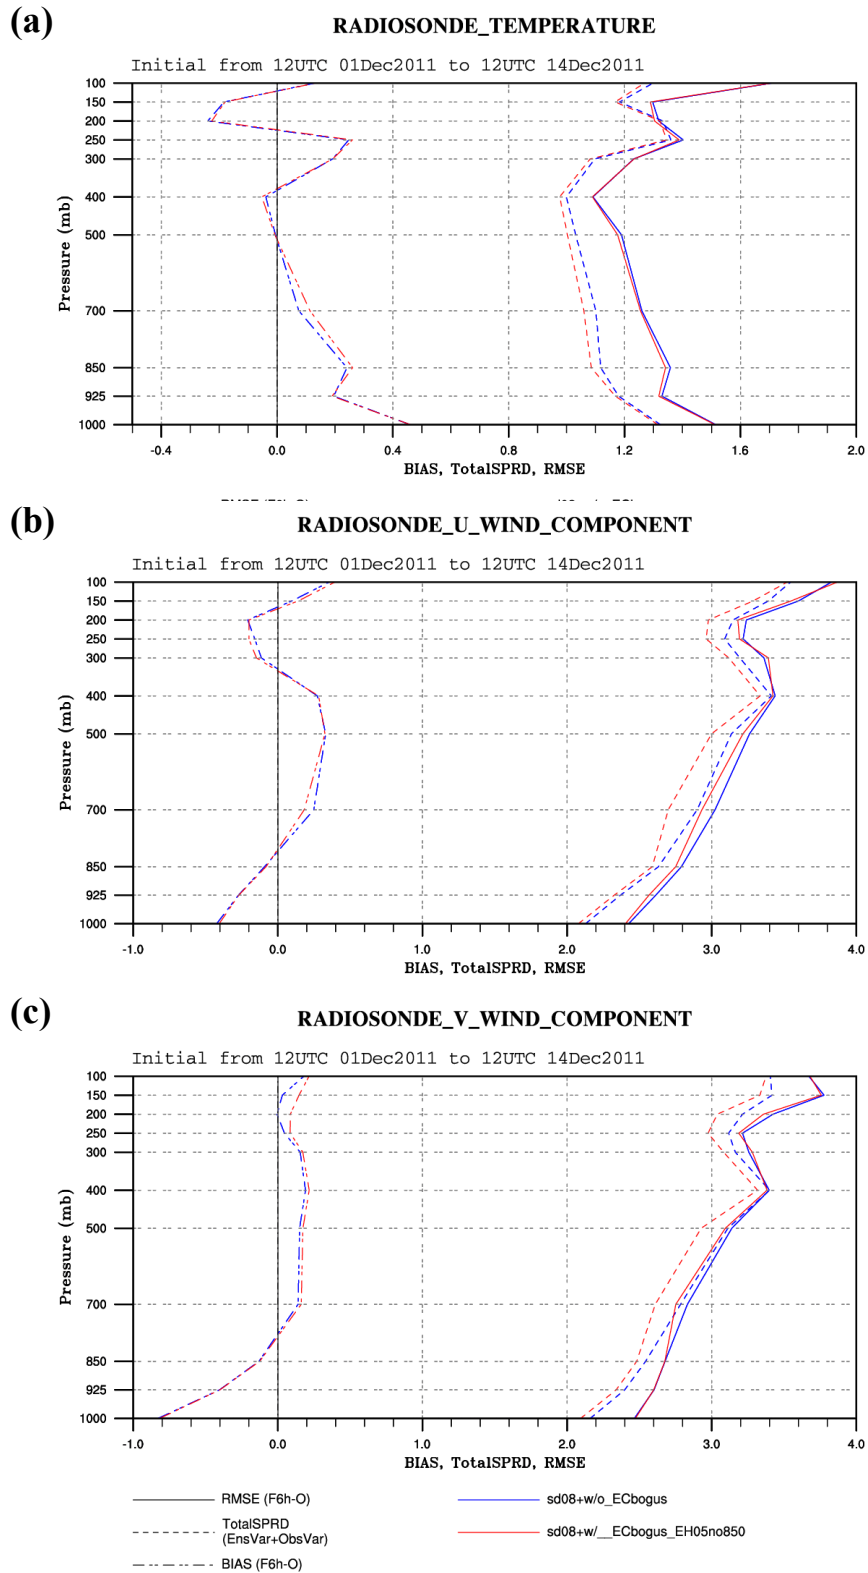 (a)
RADIOSONDE_TEMPERATURE
Initial from 12UTC 01Dec2011 to 12UTC 14Dec2011
Pressure (mb)
100
150
200
250
300
400
500
700
850
925
1000
-0.4 0.0 0.4 0.8 1.2 1.6 2.0
BIAS, TotalSPRD, RMSE
(b)
RADIOSONDE_U_WIND_COMPONENT
Initial from 12UTC 01Dec2011 to 12UTC 14Dec2011
Pressure (mb)
100
150
200
250
300
400
500
700
850
925
1000
-1.0 0.0 1.0 2.0 3.0 4.0
BIAS, TotalSPRD, RMSE
(c)
RADIOSONDE_V_WIND_COMPONENT
Initial from 12UTC 01Dec2011 to 12UTC 14Dec2011
Pressure (mb)
100
150
200
250
300
400
500
700
850
925
1000
-1.0 0.0 1.0 2.0 3.0 4.0
BIAS, TotalSPRD, RMSE
RMSE (F6h-O) sd08+w/o_ECbogus
TotalSPRD
(EnsVar+ObsVar) sd08+w/__ECbogus_EH05no850
BIAS (F6h-O)